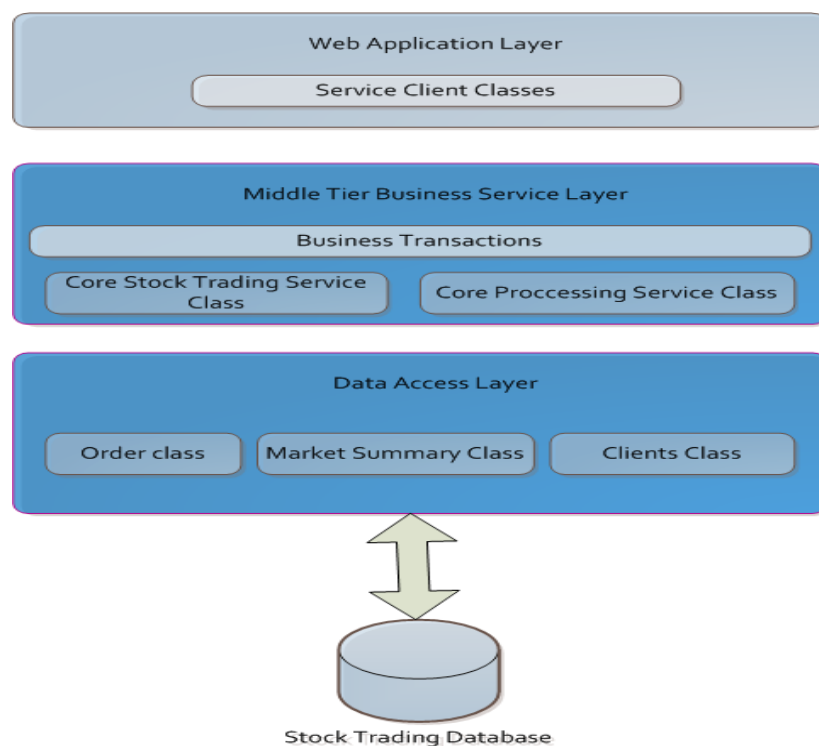 Web Application Layer
Service Client Classes
Middle Tier Business Service Layer
Business Transactions
Core Stock Trading Service
Class
Core Proccessing Service Class
Data Access Layer
Order class
Market Summary Class
Clients Class
Stock Trading Database